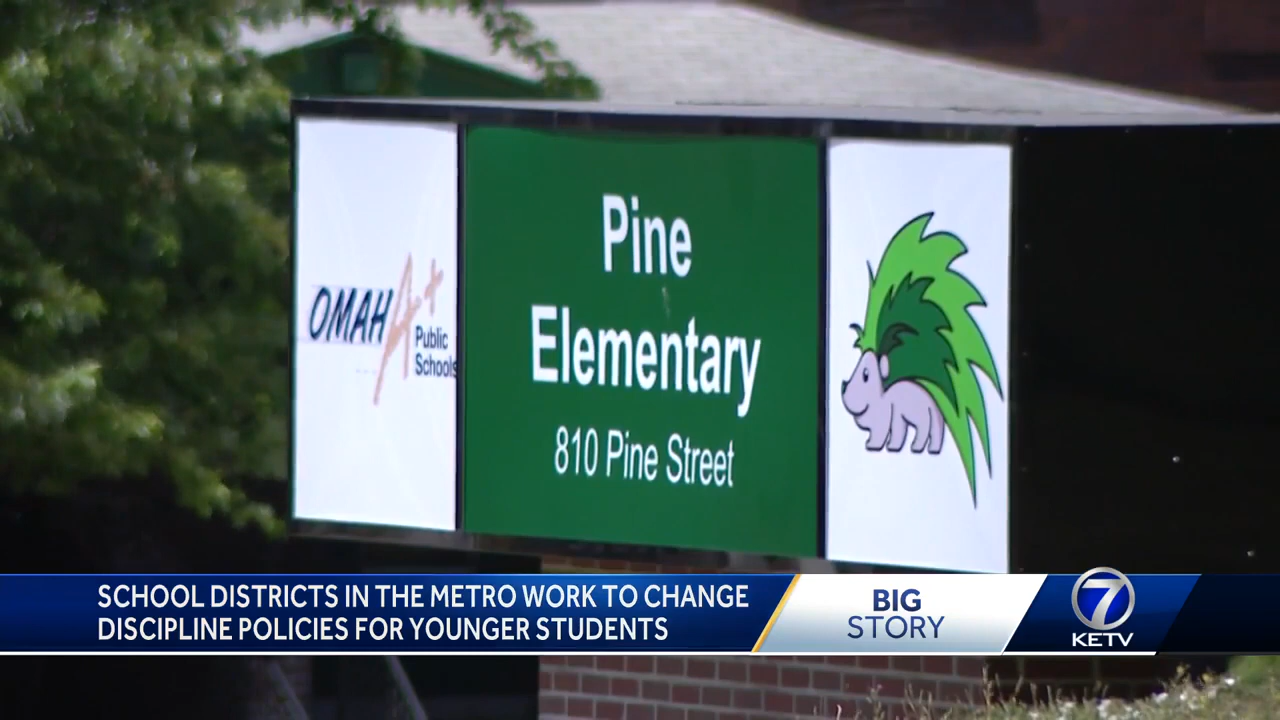 OMAHA+
Public
Schools
Pine
Elementary
810 Pine Street
SCHOOL DISTRICTS IN THE METRO WORK TO CHANGE
DISCIPLINE POLICIES FOR YOUNGER STUDENTS
BIG
STORY
7
KETV